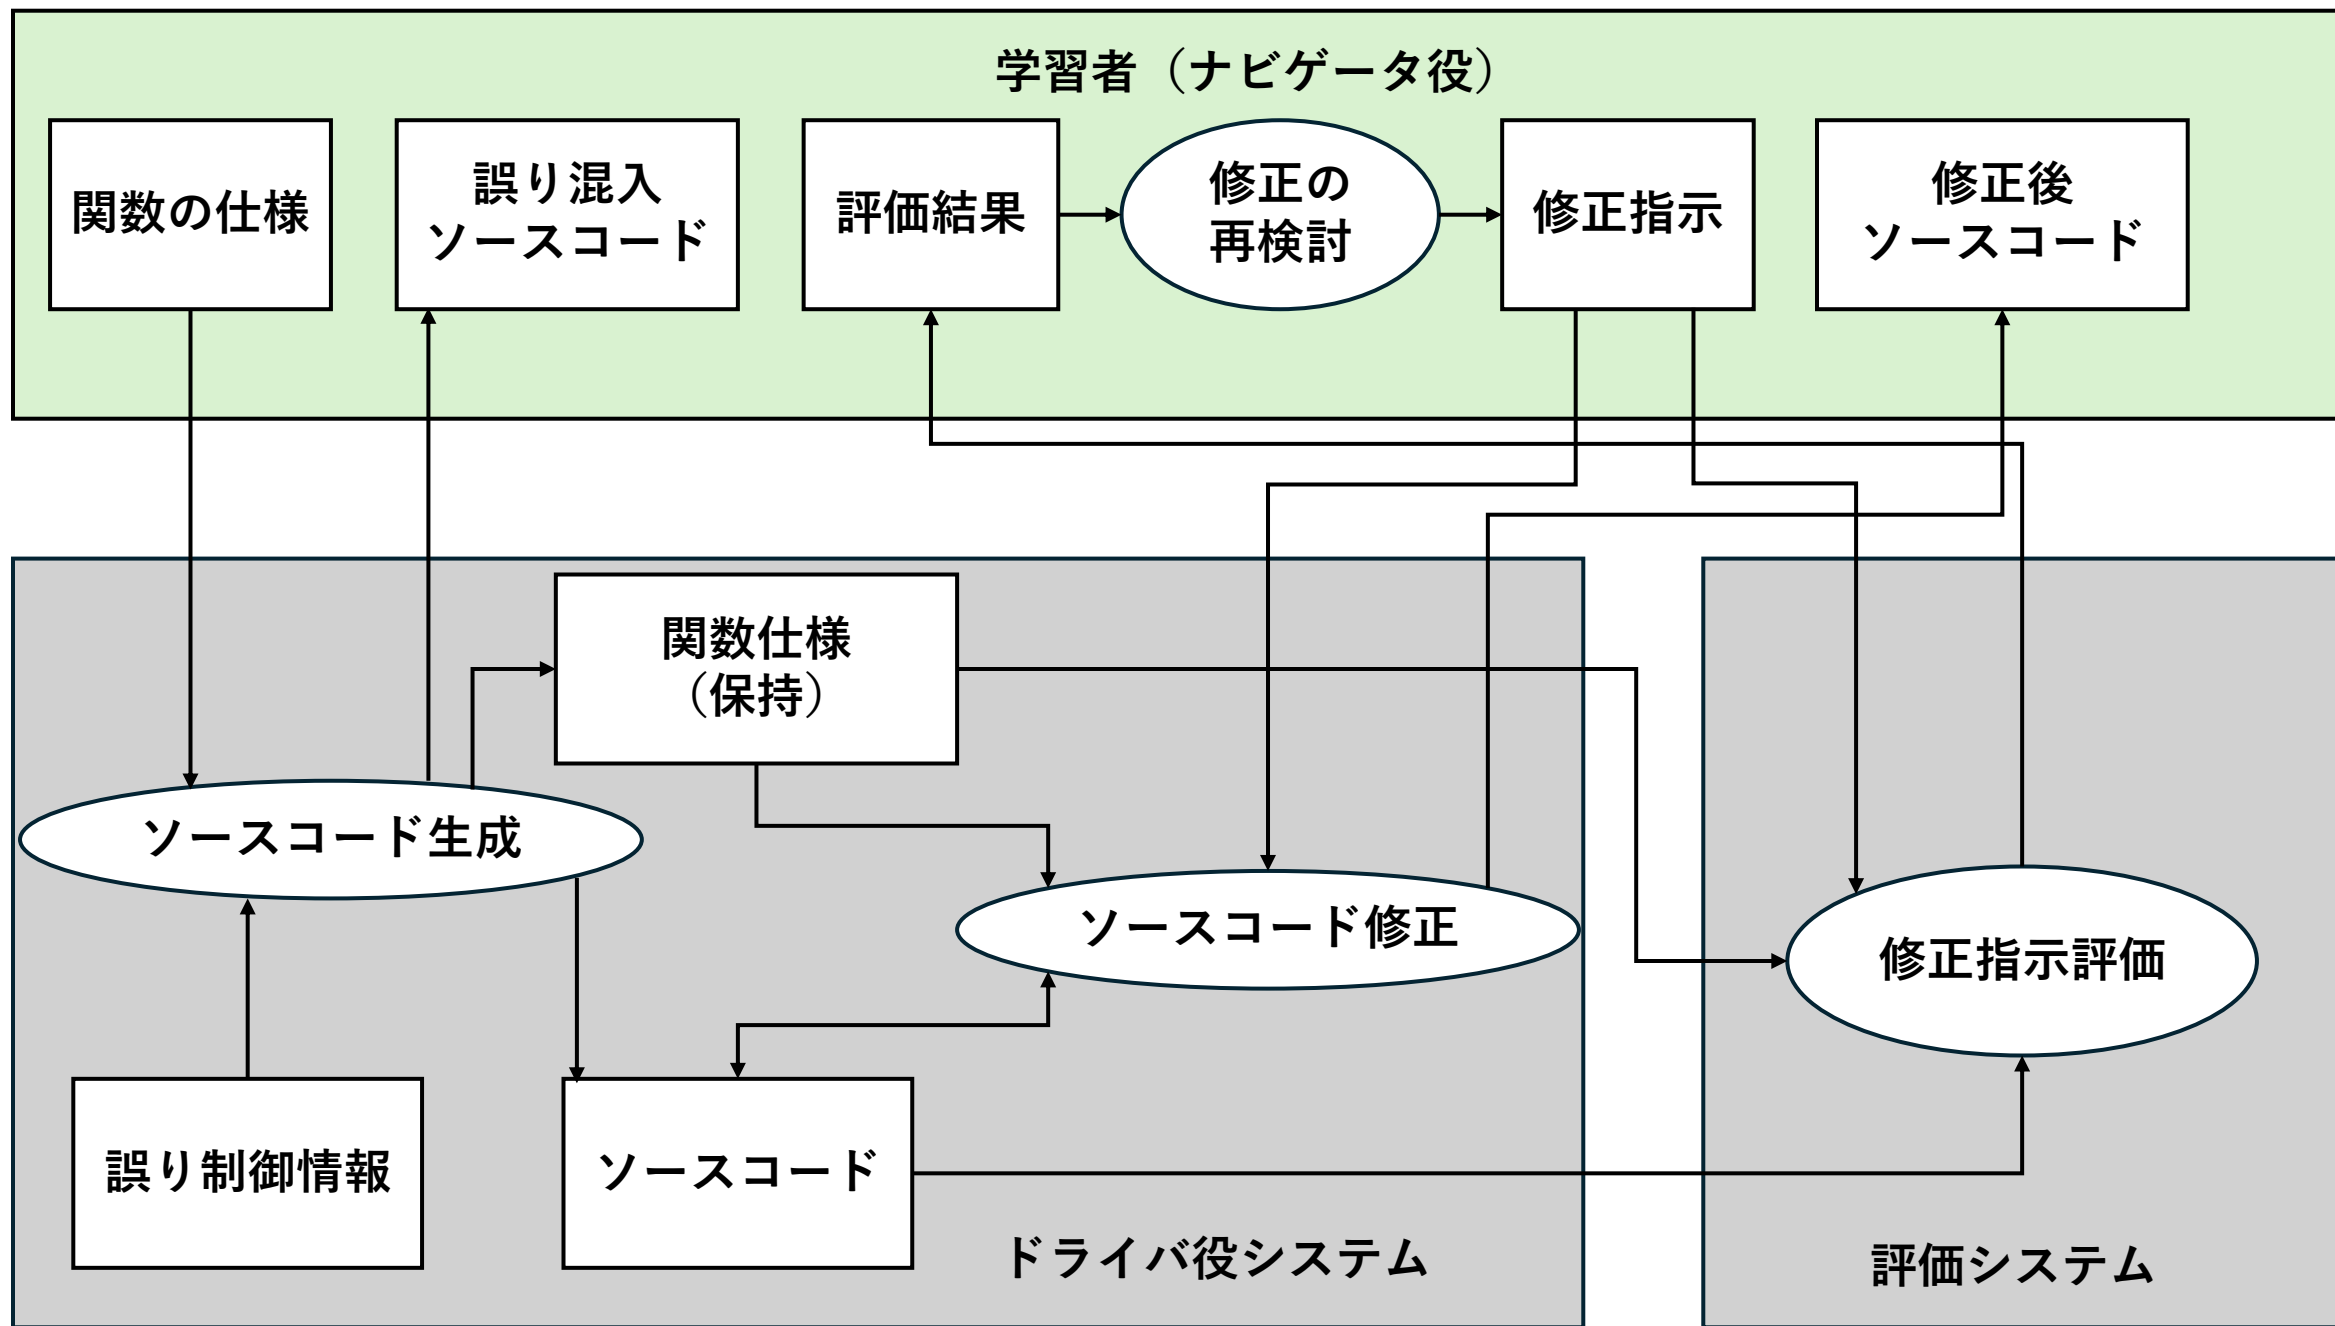 学習者（ナビゲータ役）
関数の仕様
誤り混入
ソースコード
評価結果
修正の
再検討
修正指示
修正後
ソースコード
関数仕様
（保持）
ソースコード生成
ソースコード修正
修正指示評価
誤り制御情報
ソースコード
ドライバ役システム
評価システム